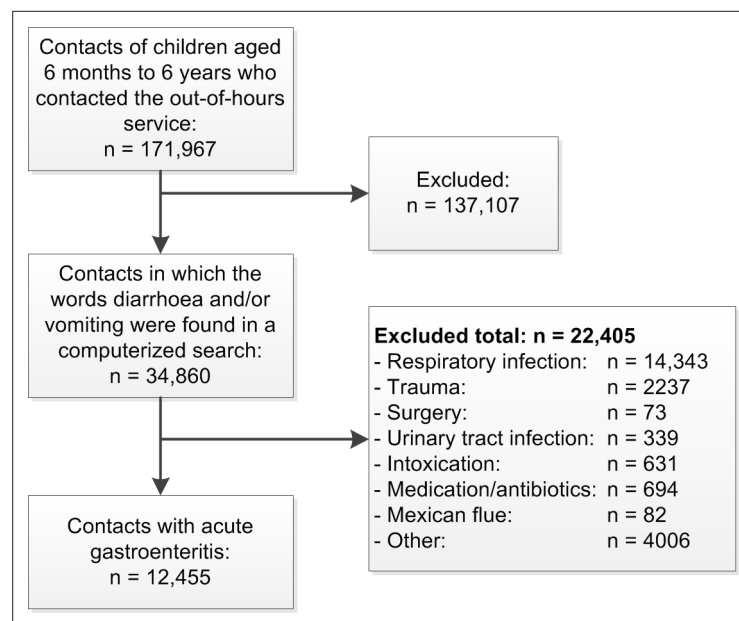 Contacts of children aged
6 months to 6 years who
contacted the out-of-hours
service:
n = 171,967
Excluded:
n = 137,107
Contacts in which the
words diarrhoea and/or
vomiting were found in a
computerized search:
n = 34,860
Excluded total: n = 22,405
- Respiratory infection: n = 14,343
- Trauma: n = 2237
- Surgery: n = 73
- Urinary tract infection: n = 339
- Intoxication: n = 631
- Medication/antibiotics: n = 694
- Mexican flue: n = 82
- Other: n = 4006
Contacts with acute
gastroenteritis:
n = 12,455